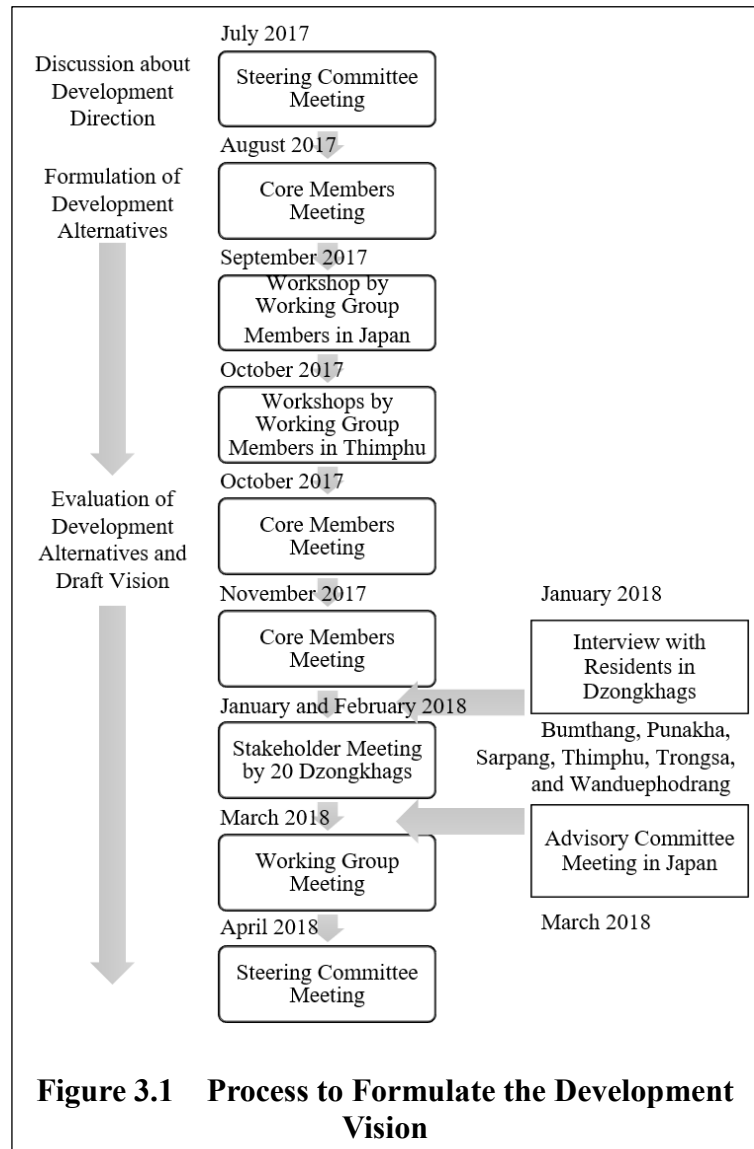 July 2017
Discussion about
Development
Direction
Steering Committee
Meeting
August 2017
Formulation of
Development
Alternatives
Core Members
Meeting
September 2017
Workshop by
Working Group
Members in Japan
October 2017
Workshops by
Working Group
Members in Thimphu
October 2017
Evaluation of
Development
Alternatives and
Draft Vision
Core Members
Meeting
November 2017
Core Members
Meeting
January 2018
Interview with
Residents in
Dzongkhags
Bumthang, Punakha,
Sarpang, Thimphu, Trongsa,
and Wanduephodrang
January and February 2018
Stakeholder Meeting
by 20 Dzongkhags
March 2018
Working Group
Meeting
Advisory Committee
Meeting in Japan
March 2018
April 2018
Steering Committee
Meeting
Figure 3.1 Process to Formulate the Development
Vision